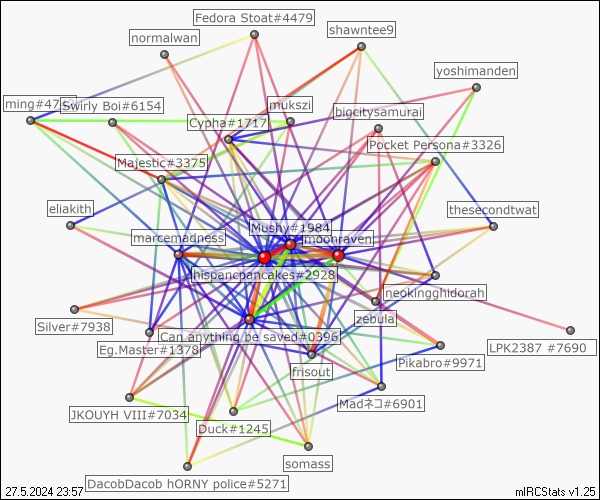 Fedora Stoat#4479
shawntee9
normalwan
yoshimanden
ming#47
Swirly Boi#6154
mukszi
bigcitysamurai
Cypha#1717
Pocket Persona#3326
Majestic#3375
eliakith
thesecondtwat
Mushy#1984
marcemadness
moonraven
hispancpancakes#2928
neokingghidorah
zebula
Silver#7938
Can anything be saved#0396
Eg.Master#1378
LPK2387 #7690
Pikabro#9971
frisout
Madネコ#6901
JKOUYH VIII#7034
Duck#1245
somass
DacobDacob hORNY police#5271
27.5.2024 23:57
mIRCStats v1.25